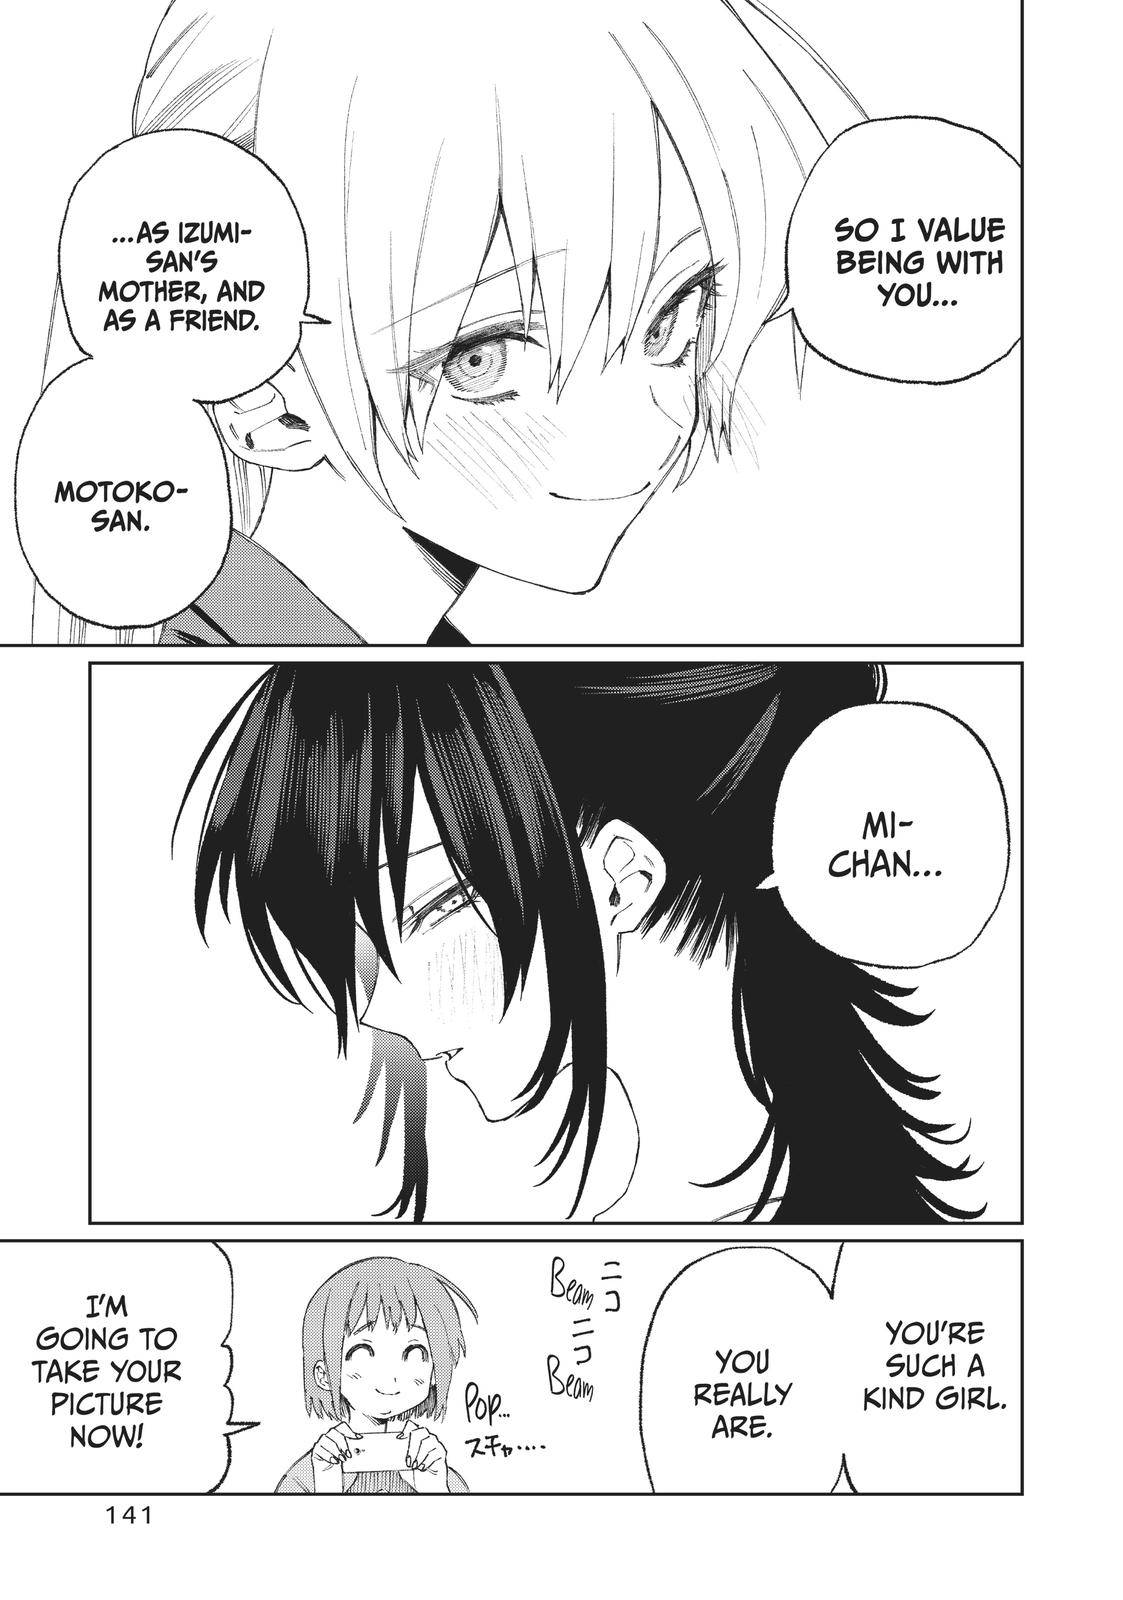 SO I VALUE
BEING WITH
YOU...
...AS IZUMI-
SAN'S
MOTHER, AND
AS A FRIEND.
MOTOKO-
SAN.
MI-
CHAN...
YOU'RE
SUCH A
KIND GIRL.
YOU
REALLY
ARE.
ニコ
Beam
ニコ
Beam
Pop...
スチャ....
I'M
GOING TO
TAKE YOUR
PICTURE
NOW!
141